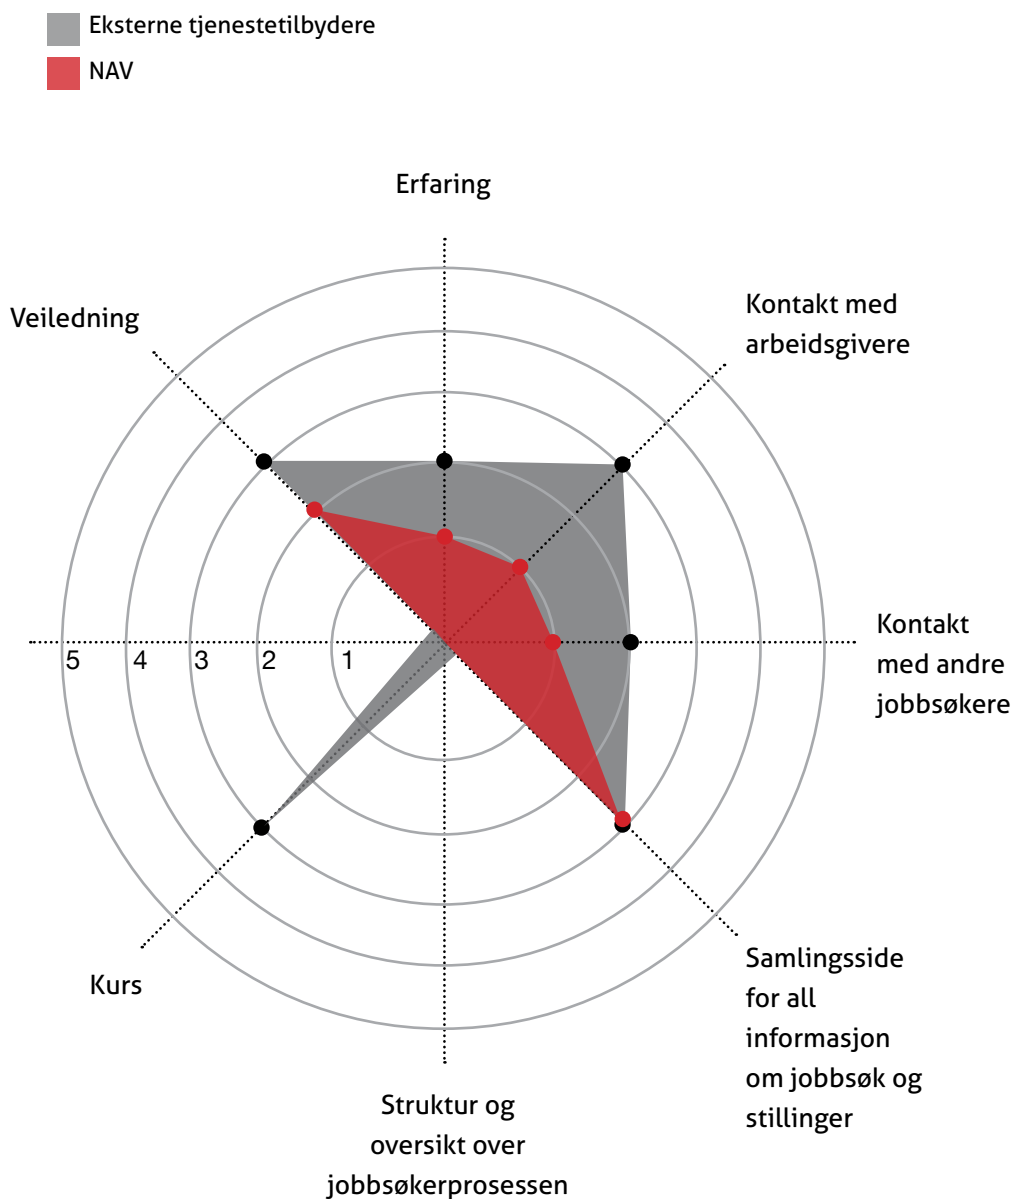 Eksterne tjenestetilbydere
NAV
Erfaring
Veiledning
Kontakt med
arbeidsgivere
Kontakt
med andre
jobbsøkere
5 4 3 2 1
Kurs
Samlingsside
for all
informasjon
om jobbsøk og
stillinger
Struktur og
oversikt over
jobbsøkerprosessen